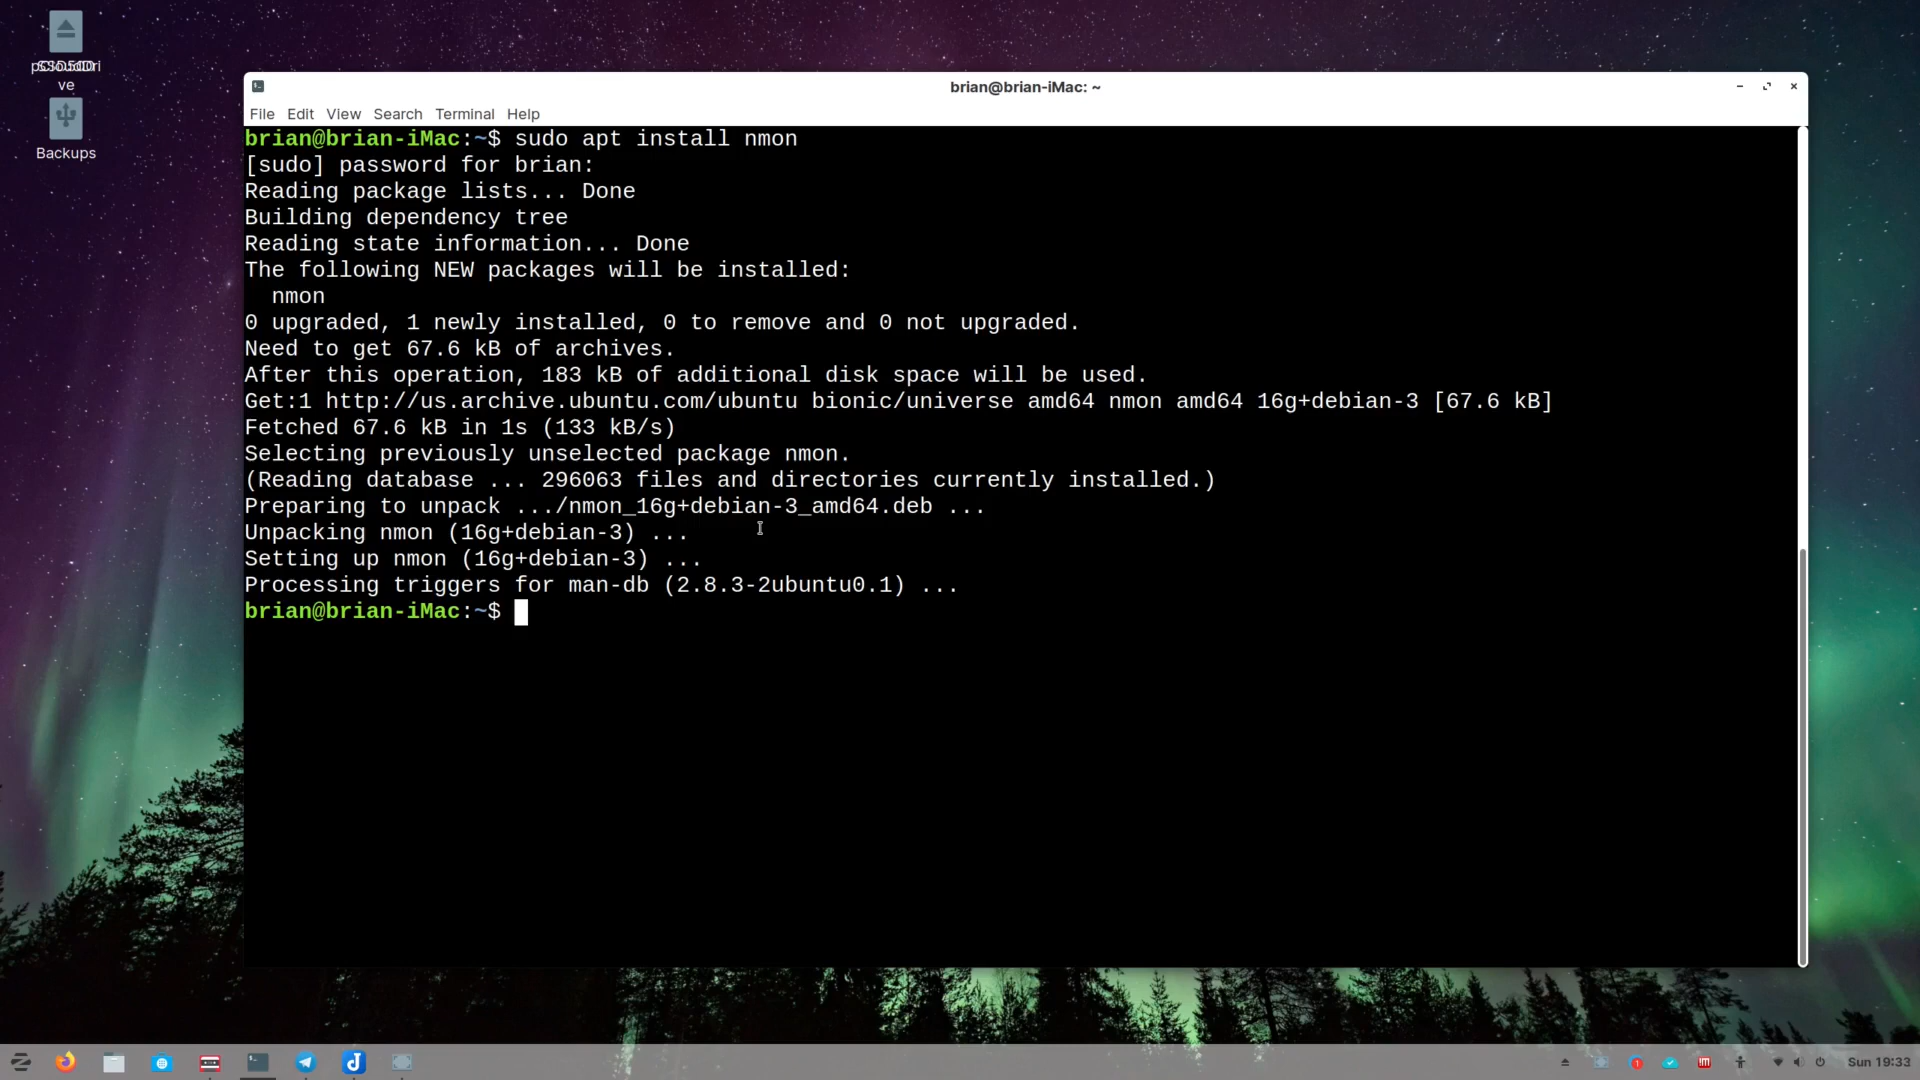 ve
Backups
brian@brian-iMac: ~
File Edit View Search Terminal Help
brian@brian-iMac:~$ sudo apt install nmon
[sudo] password for brian:
Reading package lists... Done
Building dependency tree
Reading state information... Done
The following NEW packages will be installed:
  nmon
0 upgraded, 1 newly installed, 0 to remove and 0 not upgraded.
Need to get 67.6 kB of archives.
After this operation, 183 kB of additional disk space will be used.
Get:1 http://us.archive.ubuntu.com/ubuntu bionic/universe amd64 nmon amd64 16g+debian-3 [67.6 kB]
Fetched 67.6 kB in 1s (133 kB/s)
Selecting previously unselected package nmon.
(Reading database ... 296063 files and directories currently installed.)
Preparing to unpack .../nmon_16g+debian-3_amd64.deb ...
Unpacking nmon (16g+debian-3) ...
Setting up nmon (16g+debian-3) ...
Processing triggers for man-db (2.8.3-2ubuntu0.1) ...
brian@brian-iMac:~$
Sun 19:33